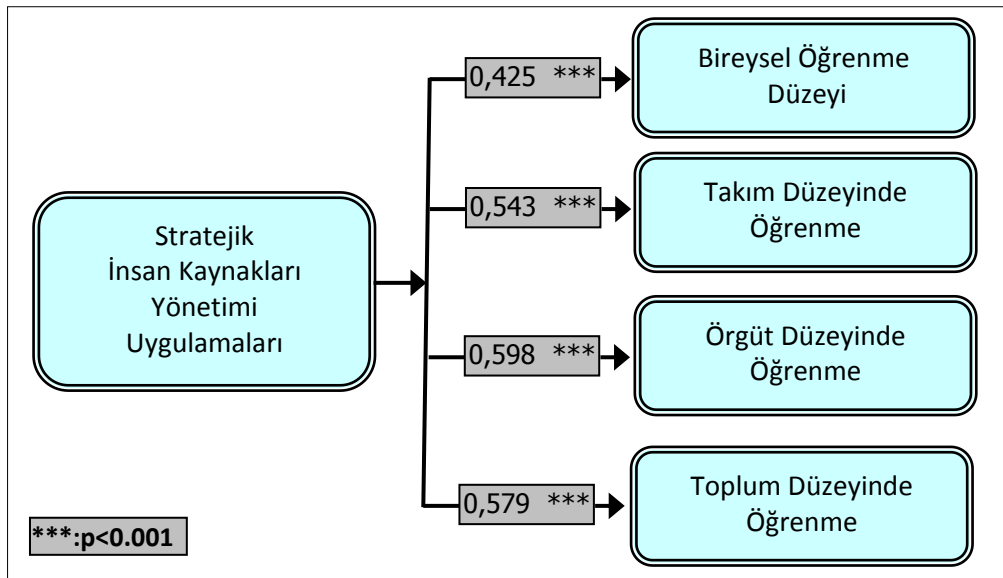 Stratejik
İnsan Kaynakları
Yönetimi
Uygulamaları
0,425 ***
Bireysel Öğrenme
Düzeyi
0,543 ***
Takım Düzeyinde
Öğrenme
0,598 ***
Örgüt Düzeyinde
Öğrenme
0,579 ***
Toplum Düzeyinde
Öğrenme
***:p<0.001